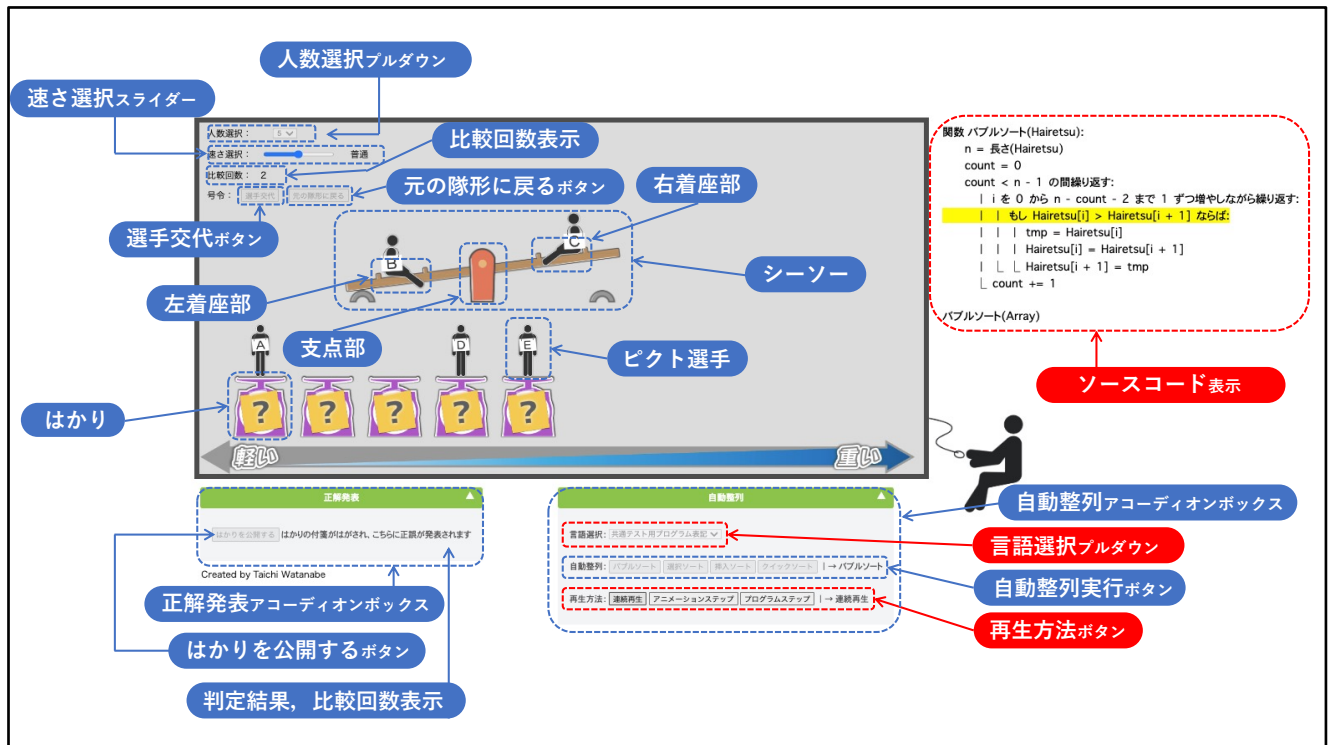 人数選択プルダウン
速さ選択スライダー
人数選択： 5
比較回数表示
速さ選択： 普通
比較回数： 2
元の隊形に戻るボタン
右着座部
号令： 選手交代 元の隊形に戻る
選手交代ボタン
B
C
シーソー
左着座部
支点部
A
D
E
ピクト選手
はかり
? ? ? ? ?
軽い
重い
関数 バブルソート(Hairetsu):
n = 長さ(Hairetsu)
count = 0
count < n - 1 の間繰り返す:
| i を 0 から n - count - 2 まで 1 ずつ増やしながら繰り返す:
| | もし Hairetsu[i] > Hairetsu[i + 1] ならば:
| | | tmp = Hairetsu[i]
| | | Hairetsu[i] = Hairetsu[i + 1]
| ⎿ ⎿ Hairetsu[i + 1] = tmp
⎿ count += 1
バブルソート(Array)
ソースコード表示
正解発表 ▲
はかりを公開する はかりの付箋がはがされ、こちらに正誤が発表されます
Created by Taichi Watanabe
正解発表アコーディオンボックス
はかりを公開するボタン
判定結果，比較回数表示
自動整列 ▲
言語選択: 共通テスト用プログラム表記
自動整列: バブルソート 選択ソート 挿入ソート クイックソート | → バブルソート
再生方法: 連続再生 アニメーションステップ プログラムステップ | → 連続再生
自動整列アコーディオンボックス
言語選択プルダウン
自動整列実行ボタン
再生方法ボタン